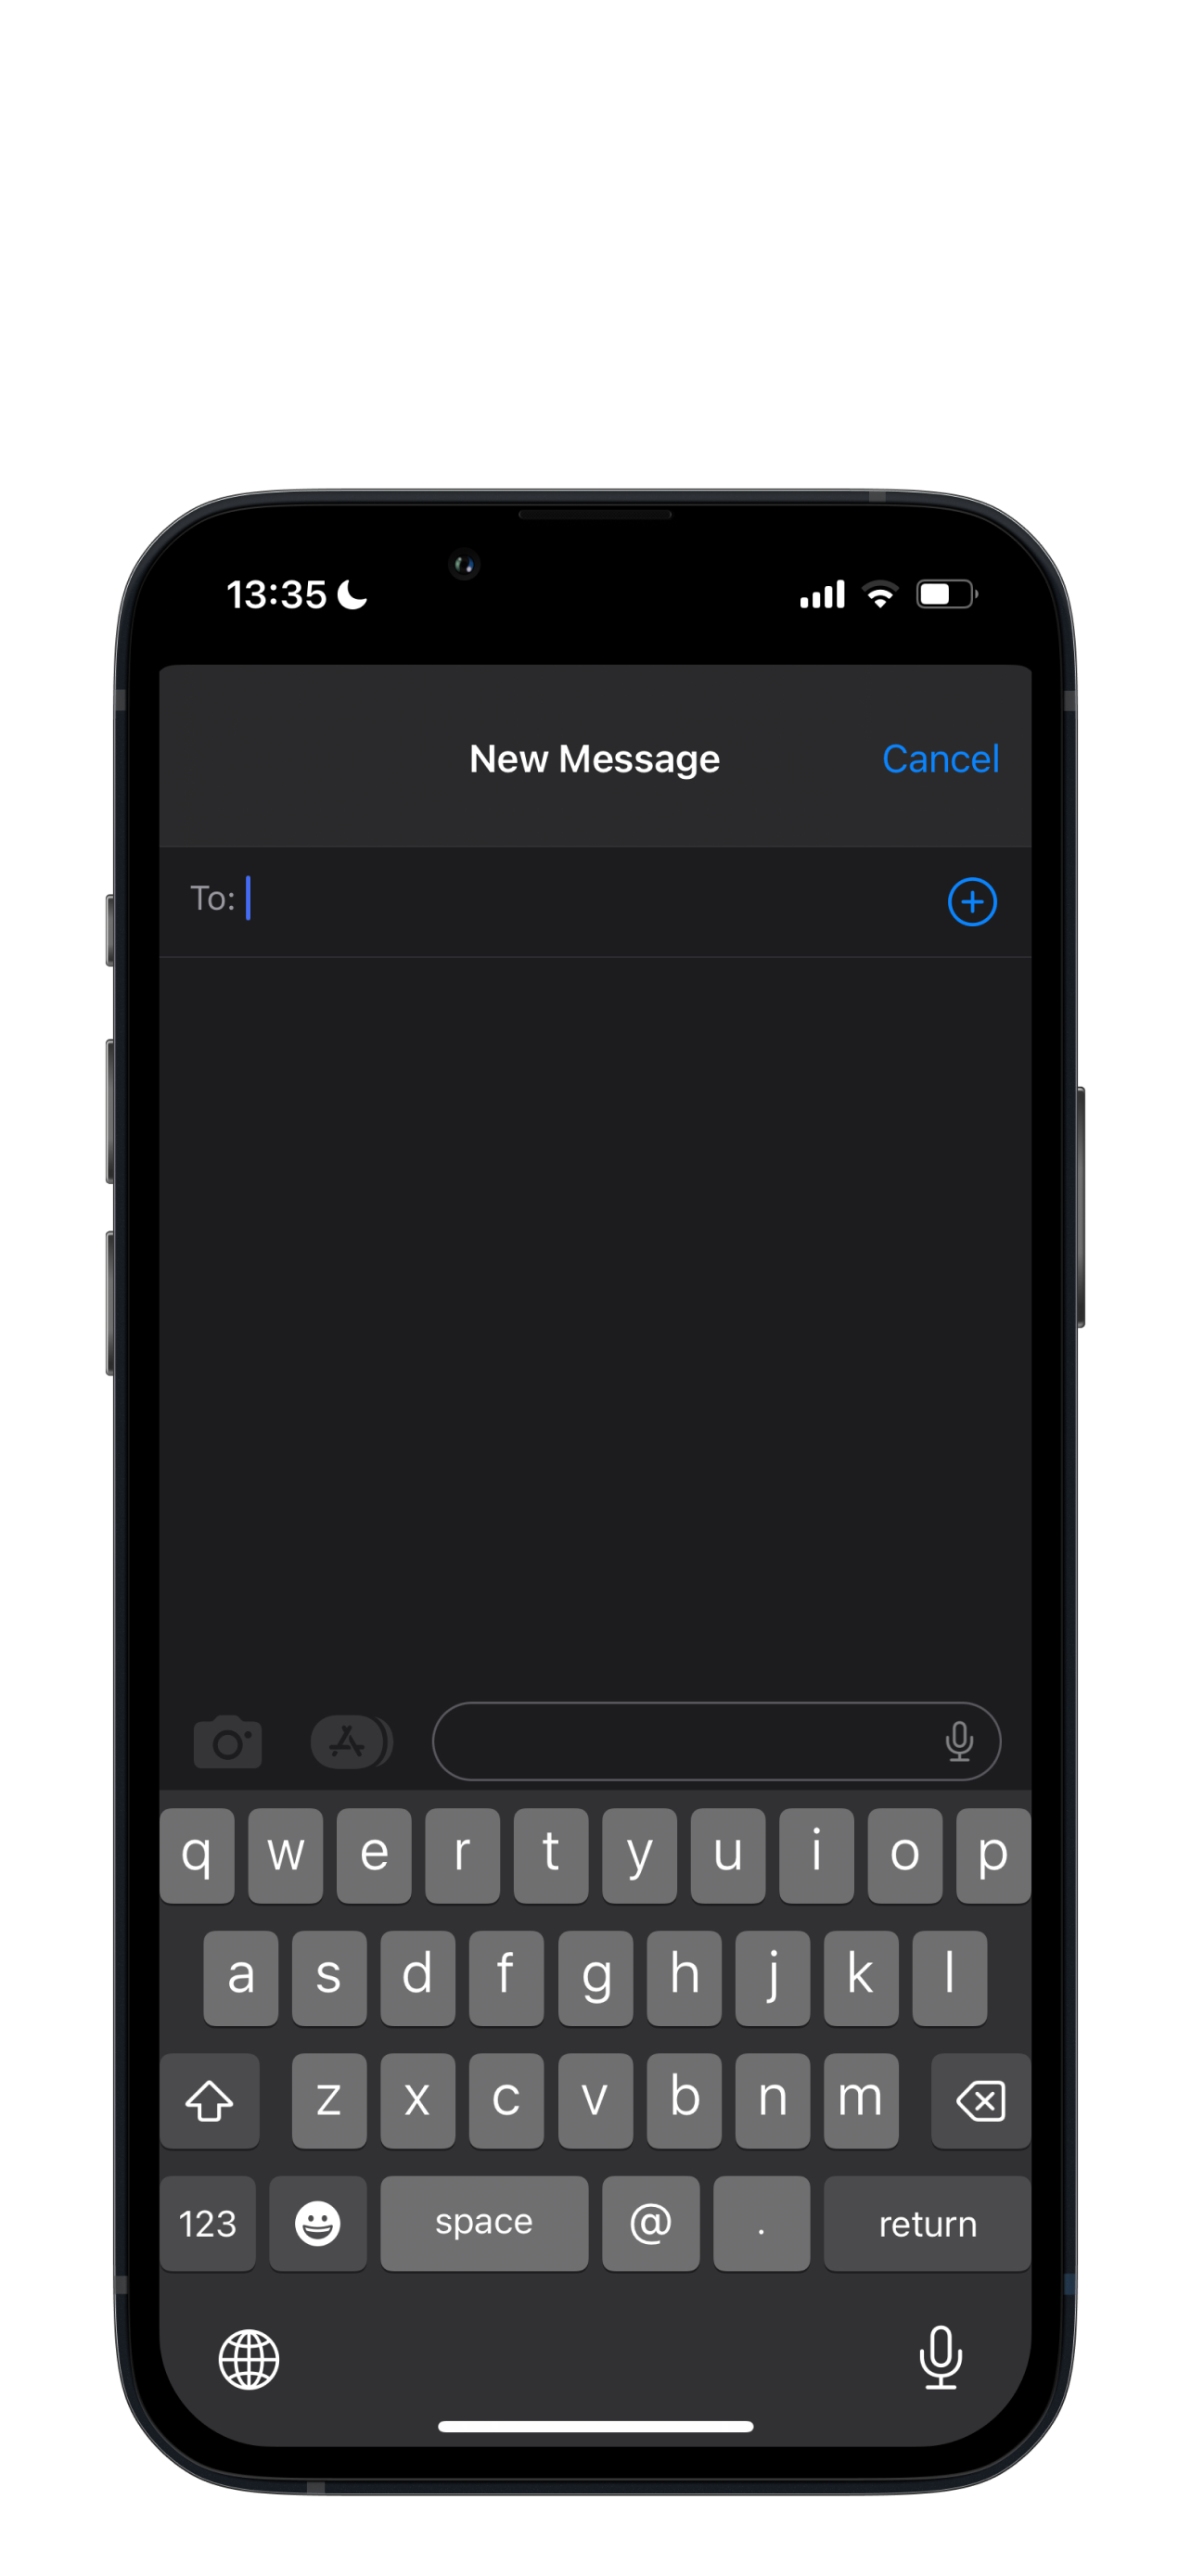 13:35
New Message Cancel
To:
q w e r t y u i o p
a s d f g h j k l
z x c v b n m
123 space @ . return